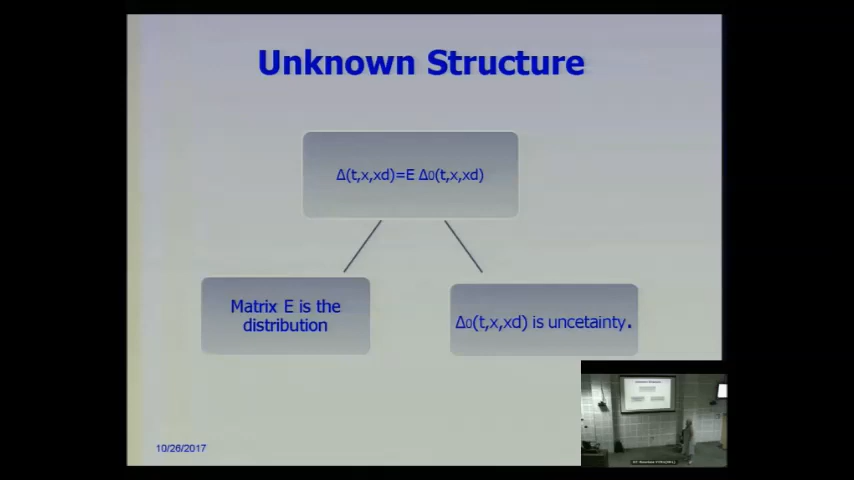 Unknown Structure
Δ(t,x,xd)=E Δ0(t,x,xd)
Matrix E is the
distribution
Δ0(t,x,xd) is uncetainty.
10/26/2017